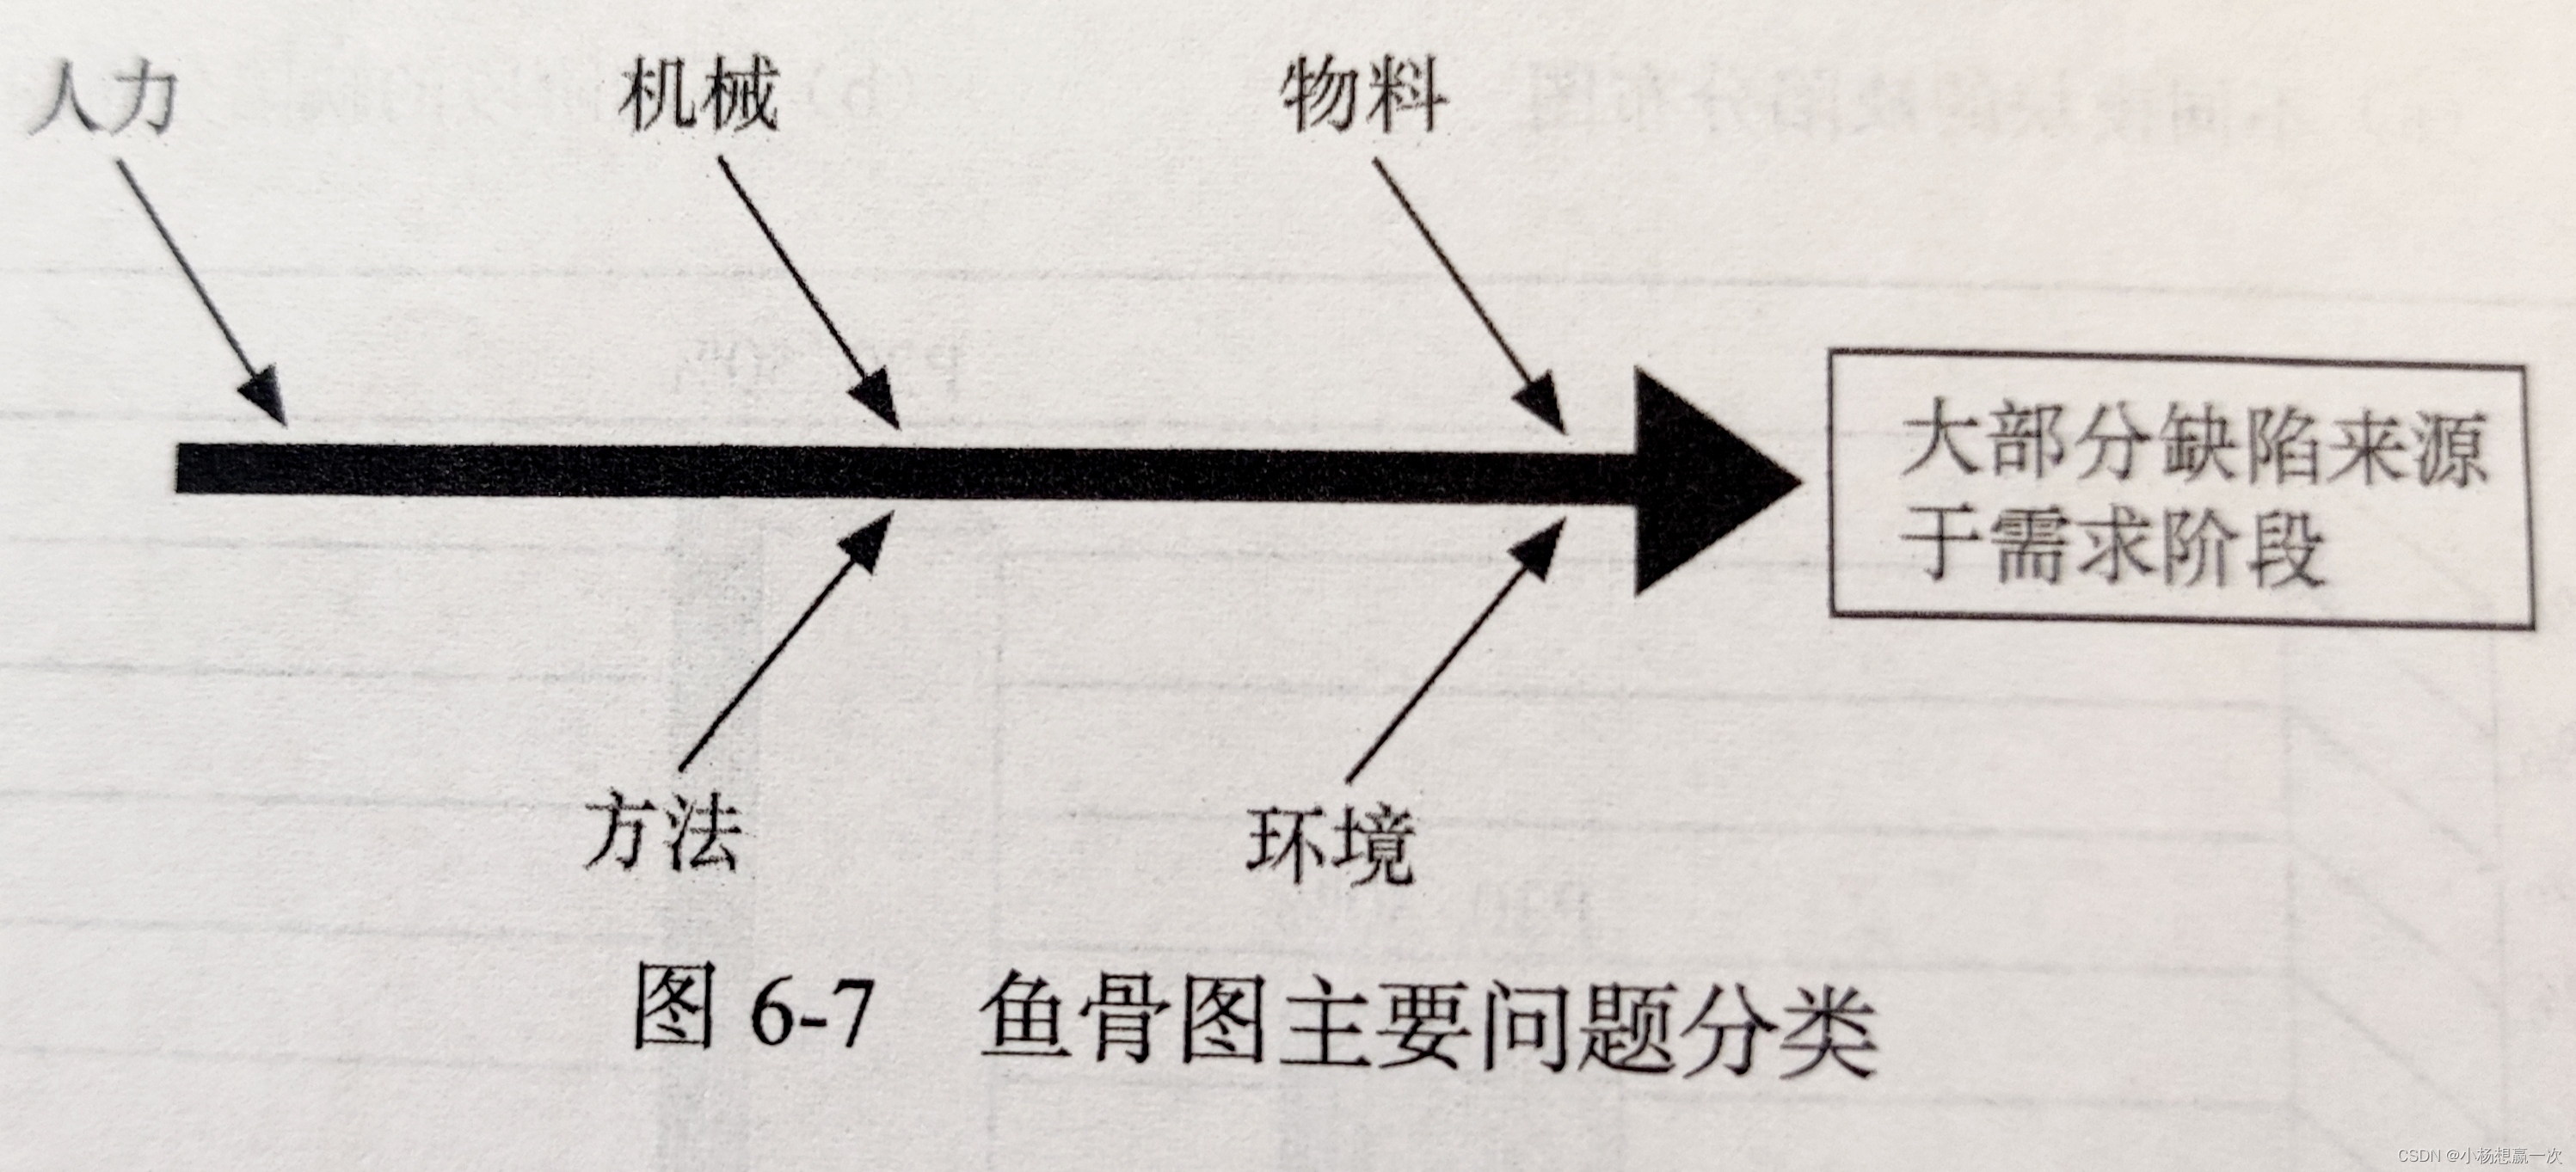 人力
机械
物料
大部分缺陷来源
于需求阶段
方法
环境
图 6-7 鱼骨图主要问题分类
CSDN @小杨想赢一次